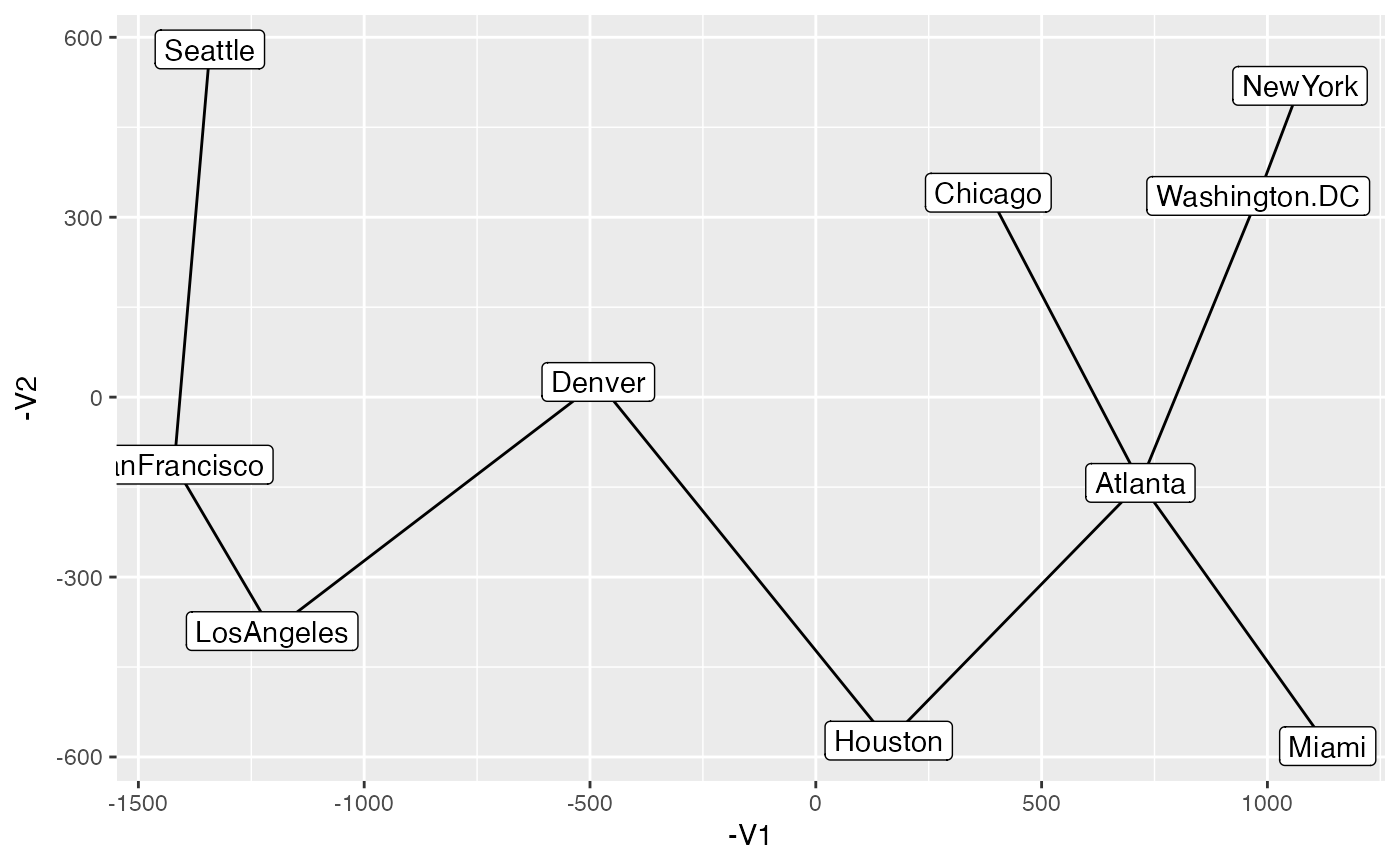 600
Seattle
NewYork
Chicago
Washington.DC
300
Denver
0
anFrancisco
Atlanta
-300
LosAngeles
Houston
Miami
-600
-1500 -1000 -500 0 500 1000
-V1
-V2